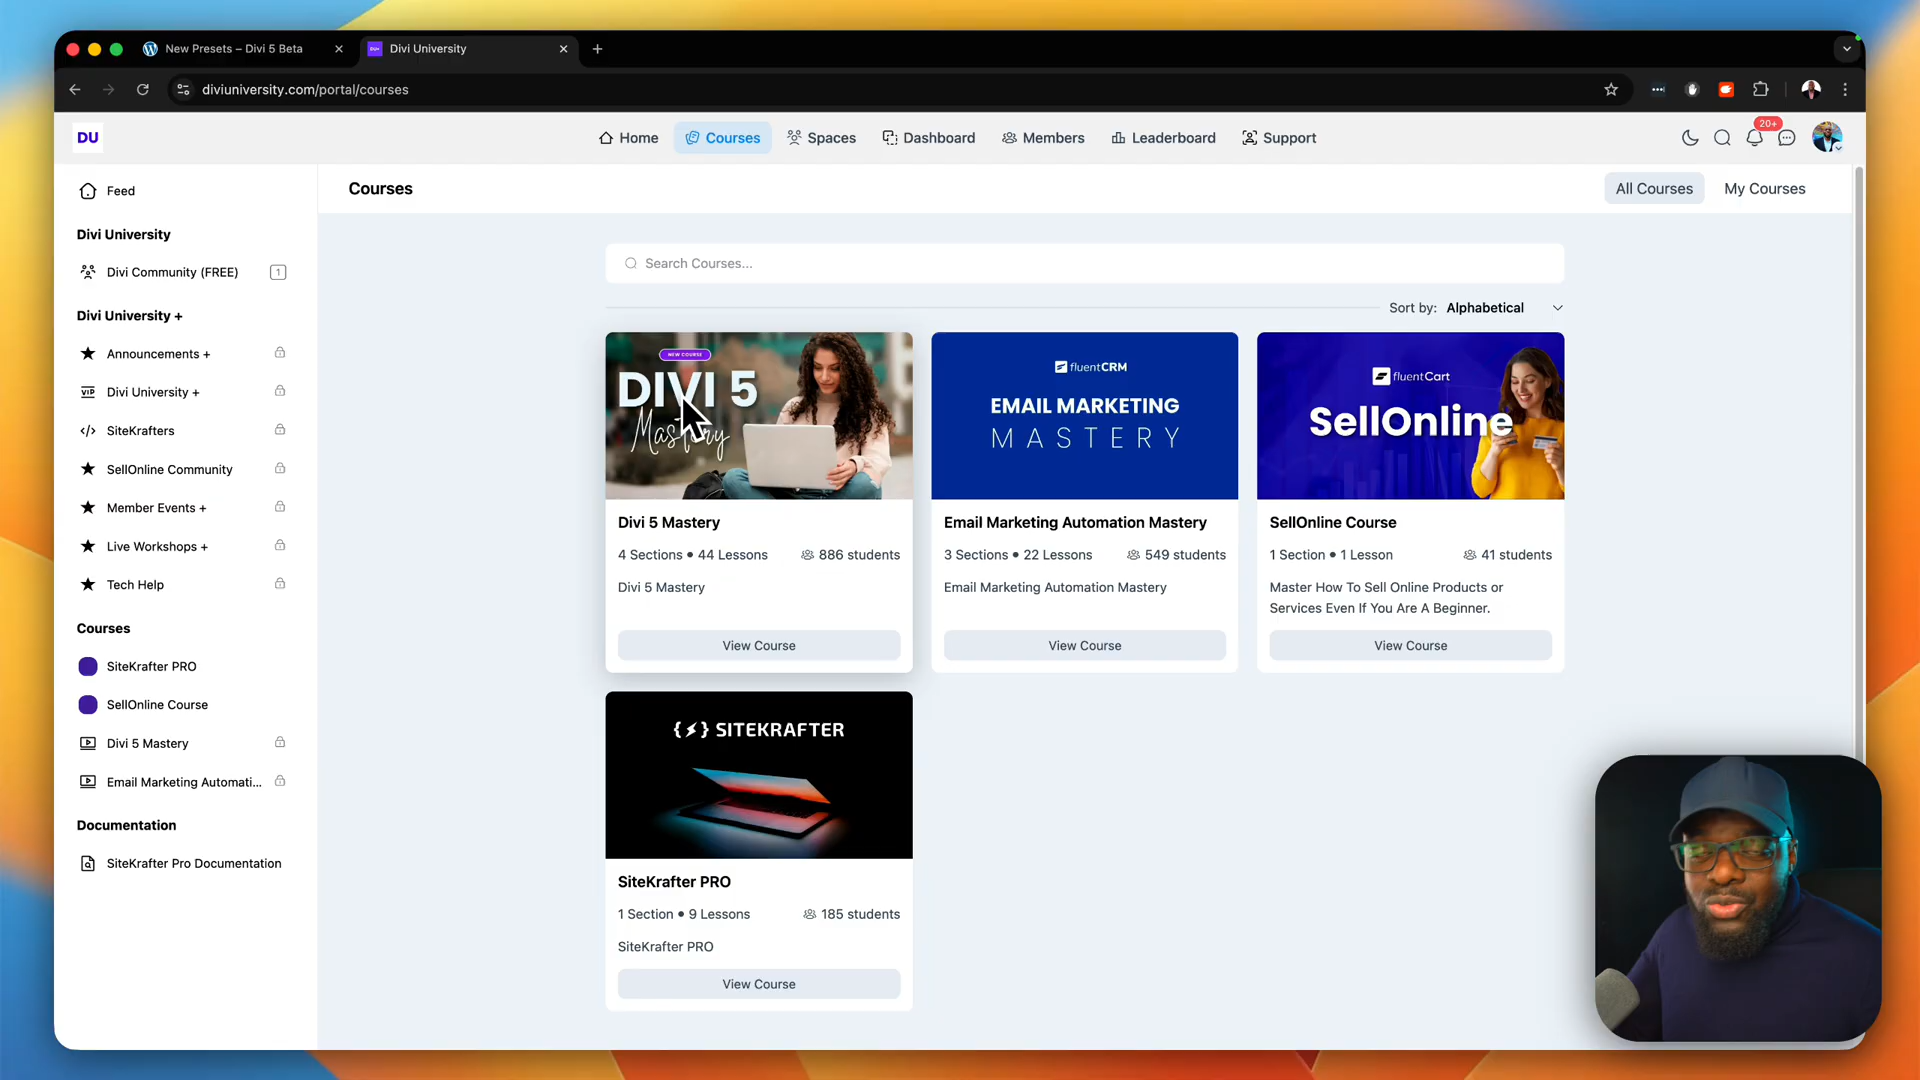 New Presets – Divi 5 Beta
Divi University
diviuniversity.com/portal/courses
DU
Home
Courses
Spaces
Dashboard
Members
Leaderboard
Support
20+
Feed
Divi University
Divi Community (FREE)
1
Divi University +
Announcements +
VIP
Divi University +
SiteKrafters
SellOnline Community
Member Events +
Live Workshops +
Tech Help
Courses
SiteKrafter PRO
SellOnline Course
Divi 5 Mastery
Email Marketing Automati...
Documentation
SiteKrafter Pro Documentation
Courses
All Courses
My Courses
Search Courses...
Sort by: Alphabetical
NEW COURSE
DIVI 5
Mastery
Divi 5 Mastery
4 Sections • 44 Lessons
886 students
Divi 5 Mastery
View Course
fluentCRM
EMAIL MARKETING
MASTERY
Email Marketing Automation Mastery
3 Sections • 22 Lessons
549 students
Email Marketing Automation Mastery
View Course
fluentCart
SellOnline
SellOnline Course
1 Section • 1 Lesson
41 students
Master How To Sell Online Products or
Services Even If You Are A Beginner.
View Course
{⚡} SITEKRAFTER
SiteKrafter PRO
1 Section • 9 Lessons
185 students
SiteKrafter PRO
View Course